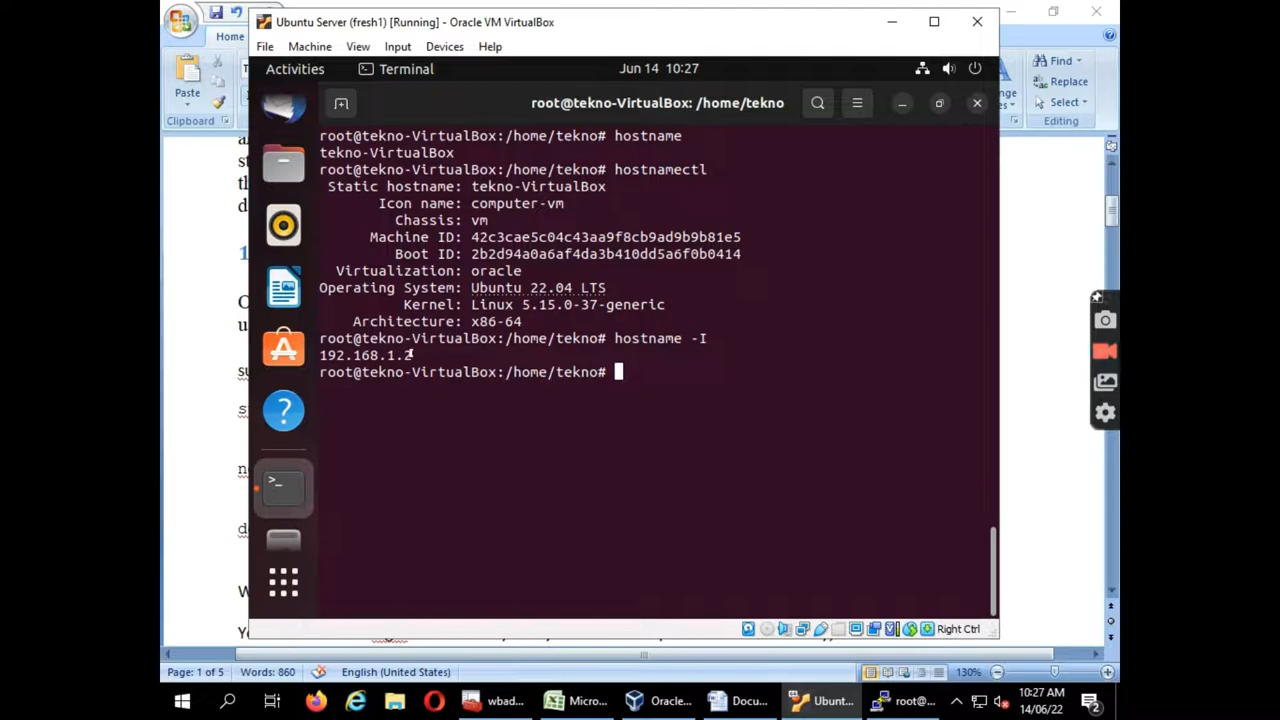 Ubuntu Server (fresh1) [Running] - Oracle VM VirtualBox
File Machine View Input Devices Help
Home
Paste
Clipboard
Find
Replace
Select
Editing
Activities Terminal Jun 14 10:27
root@tekno-VirtualBox: /home/tekno
root@tekno-VirtualBox:/home/tekno# hostname
tekno-VirtualBox
root@tekno-VirtualBox:/home/tekno# hostnamectl
Static hostname: tekno-VirtualBox
Icon name: computer-vm
Chassis: vm
Machine ID: 42c3cae5c04c43aa9f8cb9ad9b9b81e5
Boot ID: 2b2d94a0a6af4da3b410dd5a6f0b0414
Virtualization: oracle
Operating System: Ubuntu 22.04 LTS
Kernel: Linux 5.15.0-37-generic
Architecture: x86-64
root@tekno-VirtualBox:/home/tekno# hostname -I
192.168.1.2
root@tekno-VirtualBox:/home/tekno#
Right Ctrl
Page: 1 of 5 Words: 860 English (United States) 130%
wbad... Micro... Oracle... Docu... Ubunt... root@...
10:27 AM
14/06/22
2